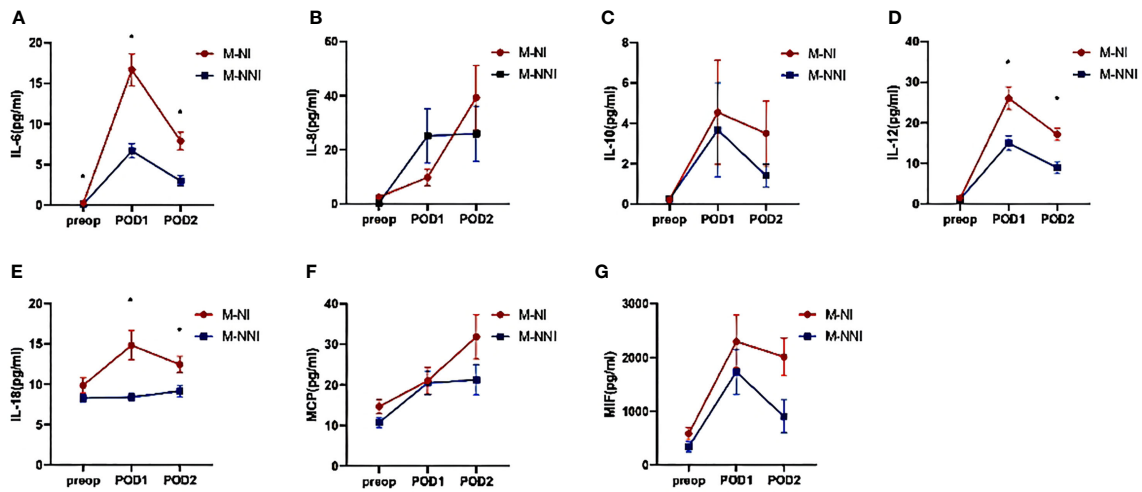 A
IL-6(pg/ml)
20
15
10
5
0
preop POD1 POD2
M-NI
M-NNI
*
*
*
B
IL-8(pg/ml)
60
40
20
0
preop POD1 POD2
M-NI
M-NNI
C
IL-10(pg/ml)
8
6
4
2
0
preop POD1 POD2
M-NI
M-NNI
D
IL-12(pg/ml)
40
30
20
10
0
preop POD1 POD2
M-NI
M-NNI
*
*
E
IL-18(pg/ml)
20
15
10
5
0
preop POD1 POD2
M-NI
M-NNI
*
*
F
MCP(pg/ml)
40
30
20
10
0
preop POD1 POD2
M-NI
M-NNI
G
MIF(pg/ml)
3000
2000
1000
0
preop POD1 POD2
M-NI
M-NNI